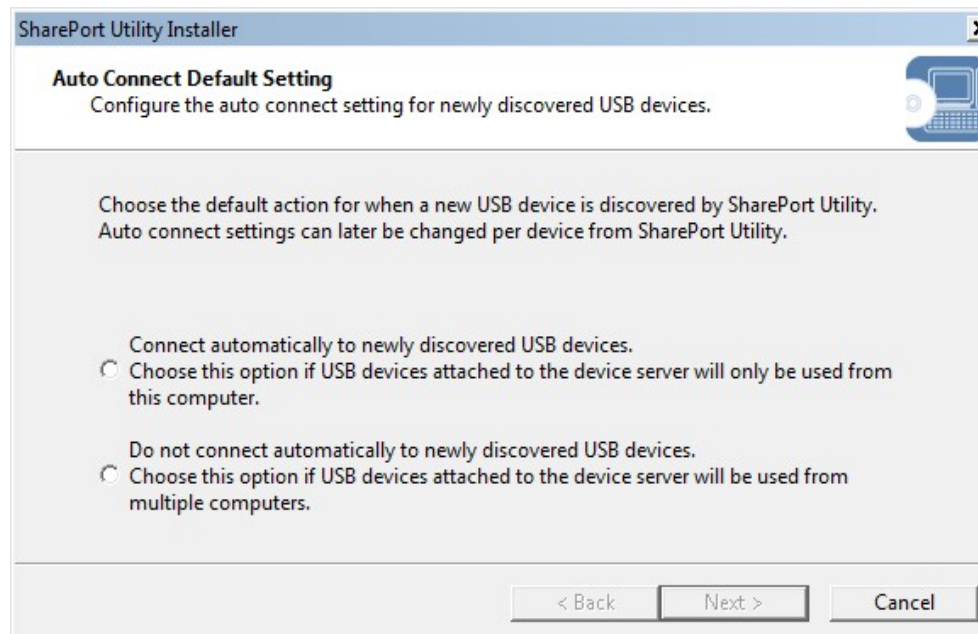 SharePort Utility Installer
Auto Connect Default Setting
Configure the auto connect setting for newly discovered USB devices.
Choose the default action for when a new USB device is discovered by SharePort Utility.
Auto connect settings can later be changed per device from SharePort Utility.
Connect automatically to newly discovered USB devices.
Choose this option if USB devices attached to the device server will only be used from
this computer.
Do not connect automatically to newly discovered USB devices.
Choose this option if USB devices attached to the device server will be used from
multiple computers.
< Back
Next >
Cancel